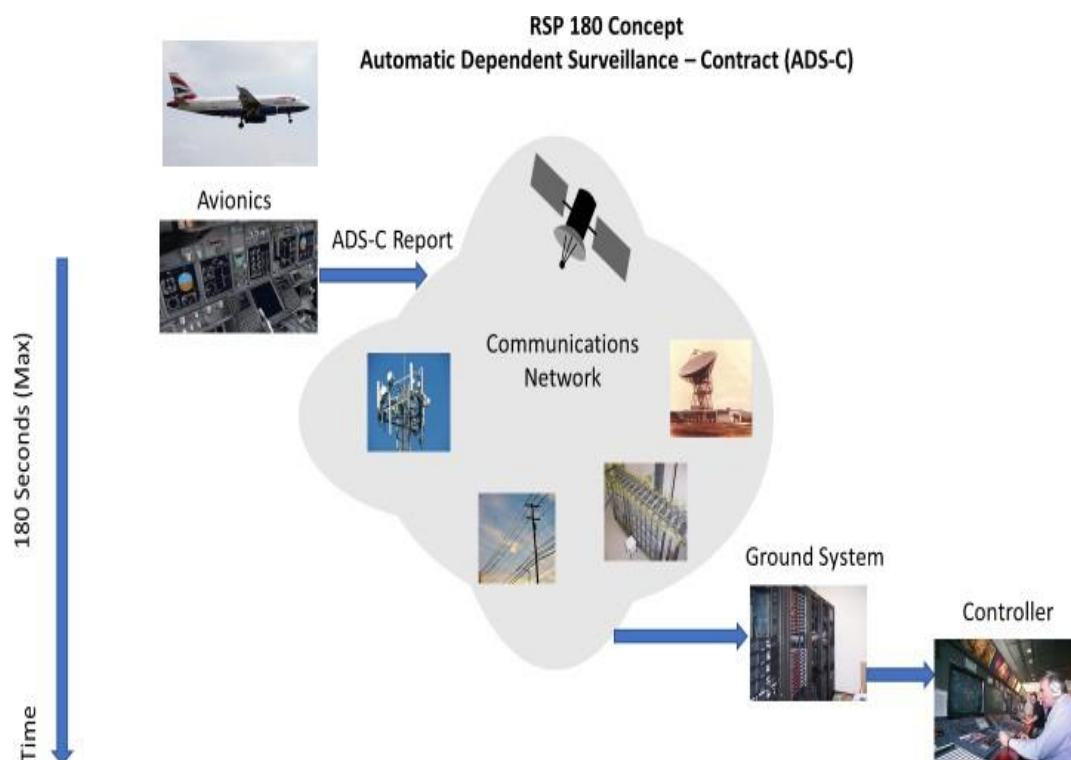 RSP 180 Concept
Automatic Dependent Surveillance – Contract (ADS-C)
Avionics
ADS-C Report
Communications
Network
180 Seconds (Max)
Time
Ground System
Controller